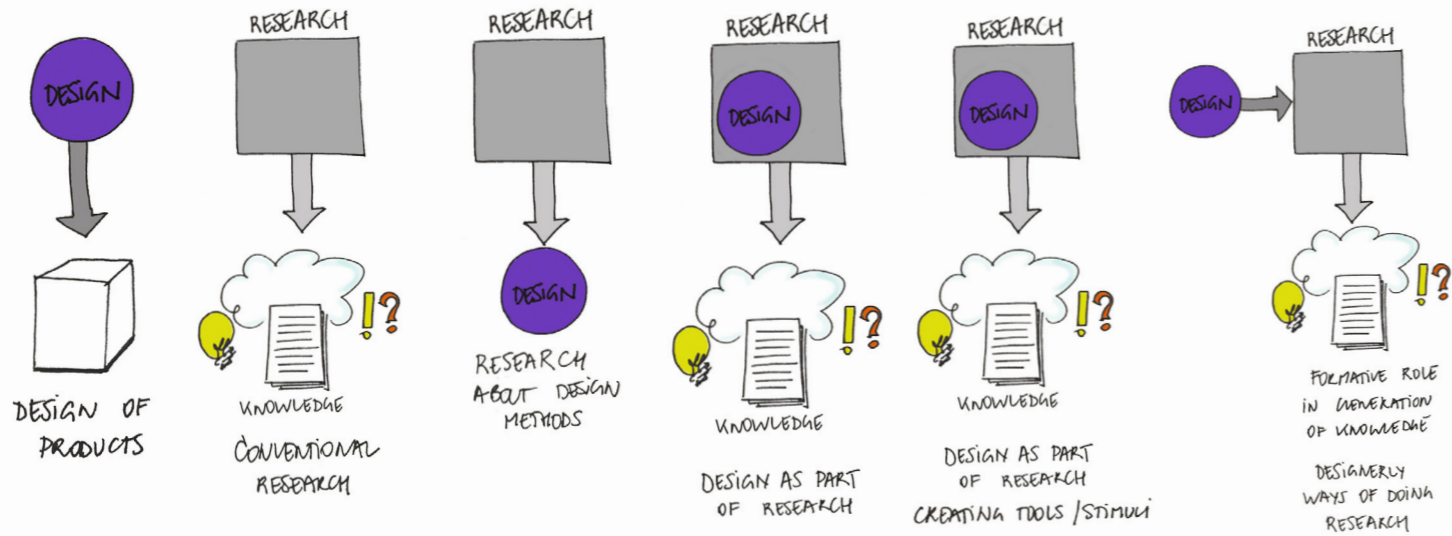 DESIGN
DESIGN OF
PRODUCTS
RESEARCH
KNOWLEDGE
CONVENTIONAL
RESEARCH
RESEARCH
DESIGN
RESEARCH
ABOUT DESIGN
METHODS
RESEARCH
DESIGN
!?
KNOWLEDGE
DESIGN AS PART
OF RESEARCH
RESEARCH
DESIGN
!?
KNOWLEDGE
DESIGN AS PART
OF RESEARCH
CREATING TOOLS / STIMULI
RESEARCH
DESIGN
!?
FORMATIVE ROLE
IN GENERATION
OF KNOWLEDGE
DESIGNERLY
WAYS OF DOING
RESEARCH